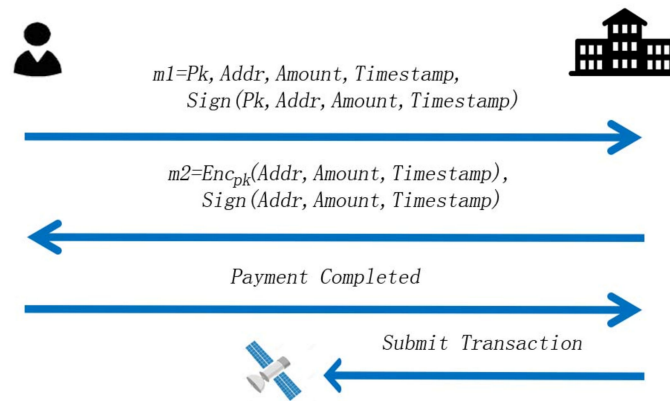 m1=Pk,Addr,Amount,Timestamp,
Sign(Pk,Addr,Amount,Timestamp)
m2=Encpk(Addr,Amount,Timestamp),
Sign(Addr,Amount,Timestamp)
Payment Completed
Submit Transaction